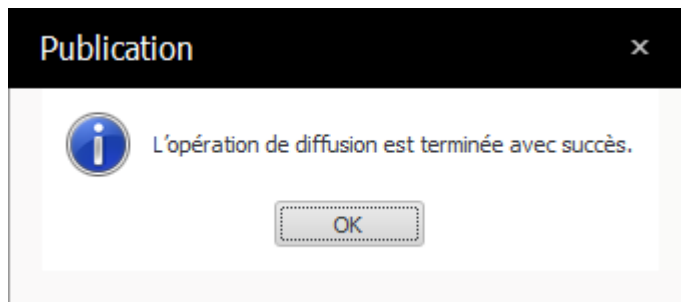 Publication
L'opération de diffusion est terminée avec succès.
OK